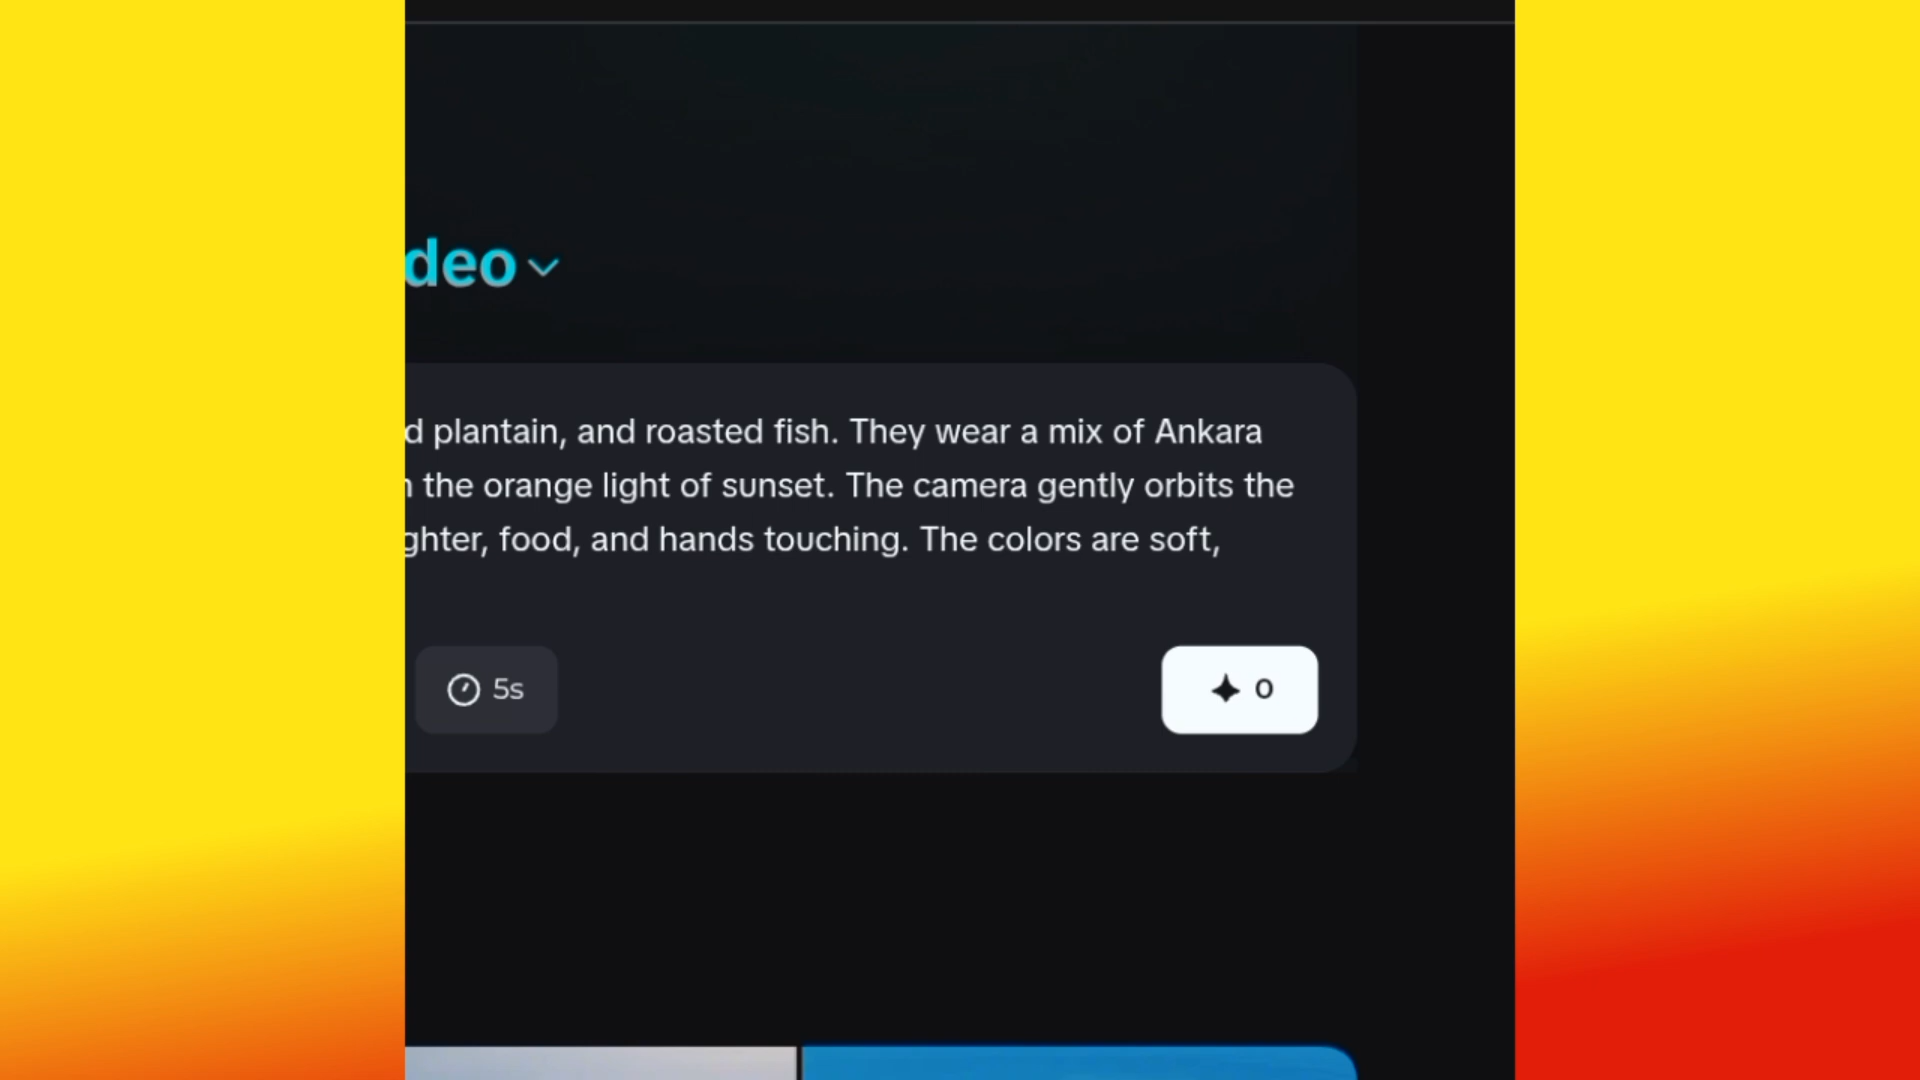 deo
d plantain, and roasted fish. They wear a mix of Ankara
the orange light of sunset. The camera gently orbits the
ghter, food, and hands touching. The colors are soft,
5s
0